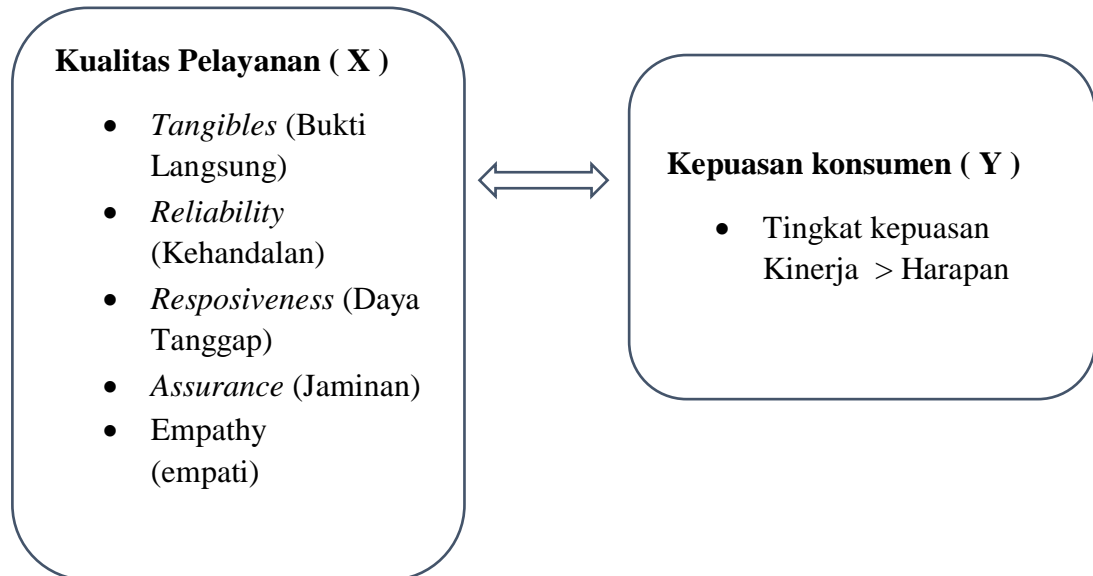 Kualitas Pelayanan ( X )
• Tangibles (Bukti
Langsung)
• Reliability
(Kehandalan)
• Resposiveness (Daya
Tanggap)
• Assurance (Jaminan)
• Empathy
(empati)
Kepuasan konsumen ( Y )
• Tingkat kepuasan
Kinerja > Harapan